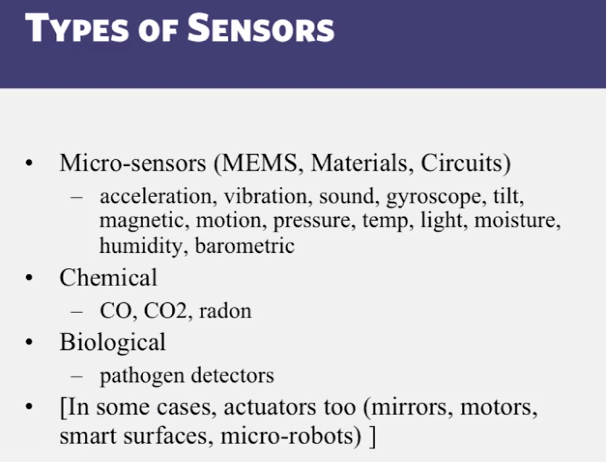 TYPES OF SENSORS
• Micro-sensors (MEMS, Materials, Circuits)
– acceleration, vibration, sound, gyroscope, tilt,
magnetic, motion, pressure, temp, light, moisture,
humidity, barometric
• Chemical
– CO, CO2, radon
• Biological
– pathogen detectors
• [In some cases, actuators too (mirrors, motors,
smart surfaces, micro-robots) ]